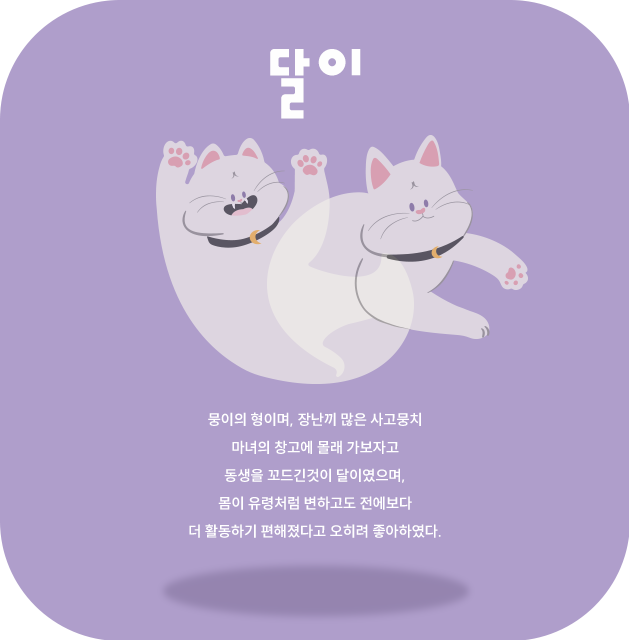 달이
뭉이의 형이며, 장난끼 많은 사고뭉치
마녀의 창고에 몰래 가보자고
동생을 꼬드긴것이 달이였으며,
몸이 유령처럼 변하고도 전에보다
더 활동하기 편해졌다고 오히려 좋아하였다.